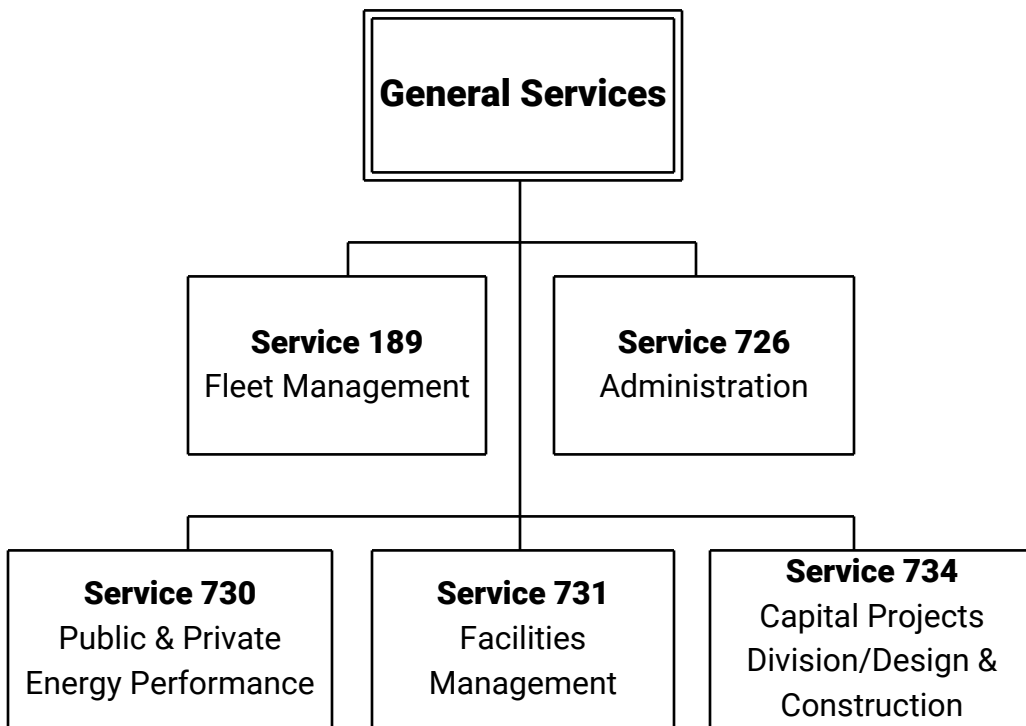 General Services
Service 189
Fleet Management
Service 726
Administration
Service 730
Public & Private
Energy Performance
Service 731
Facilities
Management
Service 734
Capital Projects
Division/Design &
Construction